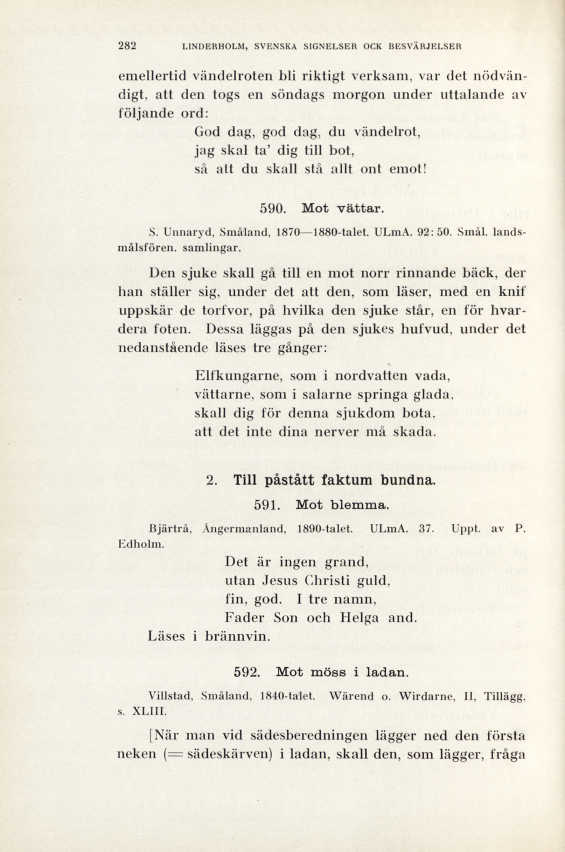 282 LINDERHOLM, SVENSKA SIGNELSER OCK BESVÄRJELSER
emellertid vändelroten bli riktigt verksam, var det nödvän-
digt, att den togs en söndags morgon under uttalande av
följande ord:
God dag, god dag, du vändelrot,
jag skal ta' dig till bot,
så att du skall stå allt ont emot!
590. Mot vättar.
S. Unnaryd, Småland, 1870—1880-talet. ULmA. 92: 50. Smål. lands-
målsfören. samlingar.
Den sjuke skall gå till en mot norr rinnande bäck, der
han ställer sig, under det att den, som läser, med en knif
uppskär de torfvor, på hvilka den sjuke står, en för hvar-
dera foten. Dessa läggas på den sjukes hufvud, under det
nedanstående läses tre gånger:
Elfkungarne, som i nordvatten vada,
vättarne, som i salarne springa glada,
skall dig för denna sjukdom bota,
att det inte dina nerver må skada.
2. Till påstått faktum bundna.
591. Mot blemma.
Bjärtrå, Ångermanland, 1890-talet. ULmA. 37. Uppt. av P.
Edholm.
Det är ingen grand,
utan Jesus Christi guld,
fin, god. I tre namn,
Fader Son och Helga and.
Läses i brännvin.
592. Mot möss i ladan.
Villstad, Småland, 1840-talet. Wärend o. Wirdarne, II, Tillägg,
s. XLIII.
[När man vid sädesberedningen lägger ned den första
neken (= sädeskärven) i ladan, skall den, som lägger, fråga